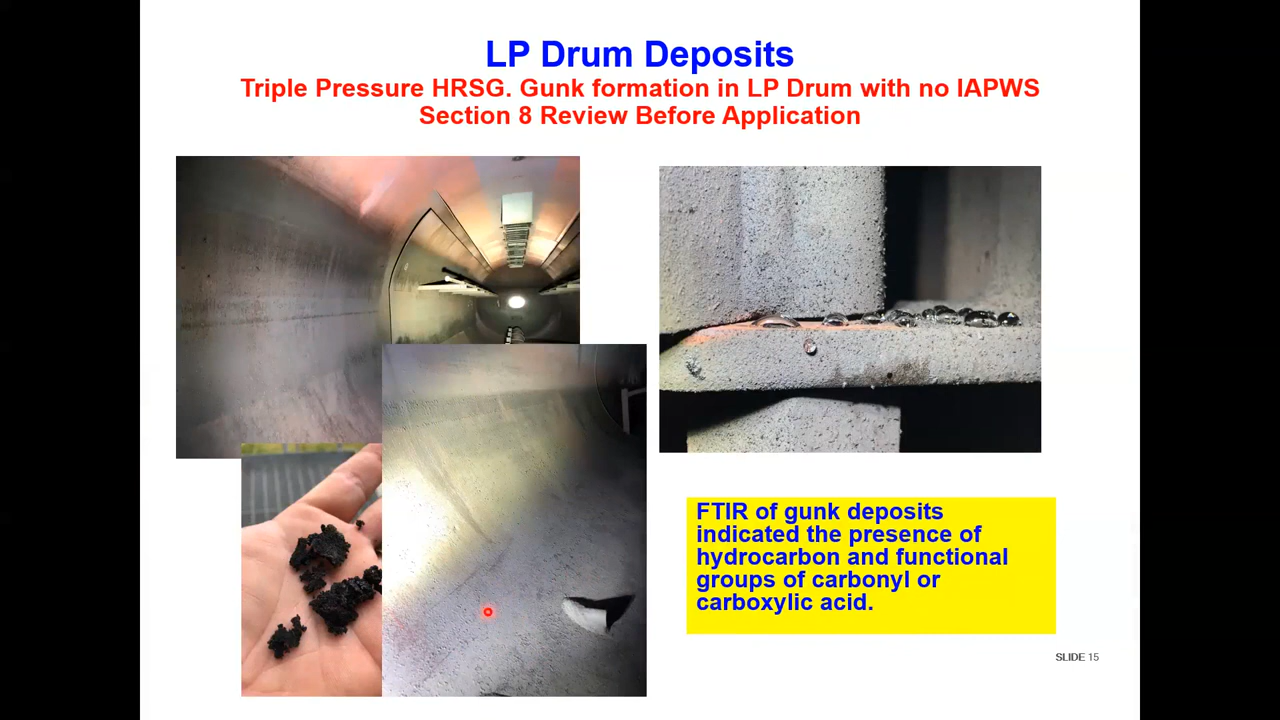 LP Drum Deposits
Triple Pressure HRSG. Gunk formation in LP Drum with no IAPWS
Section 8 Review Before Application
FTIR of gunk deposits
indicated the presence of
hydrocarbon and functional
groups of carbonyl or
carboxylic acid.
SLIDE 15